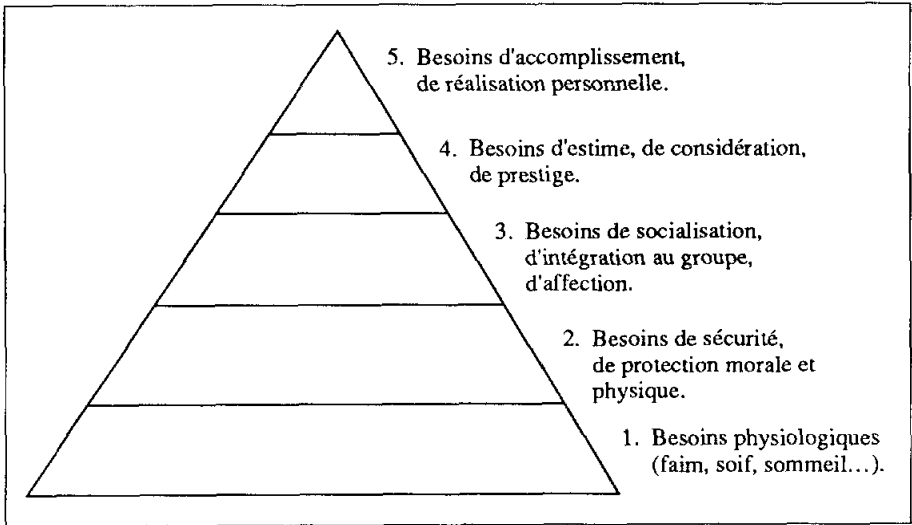 5. Besoins d'accomplissement,
de réalisation personnelle.
4. Besoins d'estime, de considération,
de prestige.
3. Besoins de socialisation,
d'intégration au groupe,
d'affection.
2. Besoins de sécurité,
de protection morale et
physique.
1. Besoins physiologiques
(faim, soif, sommeil...).